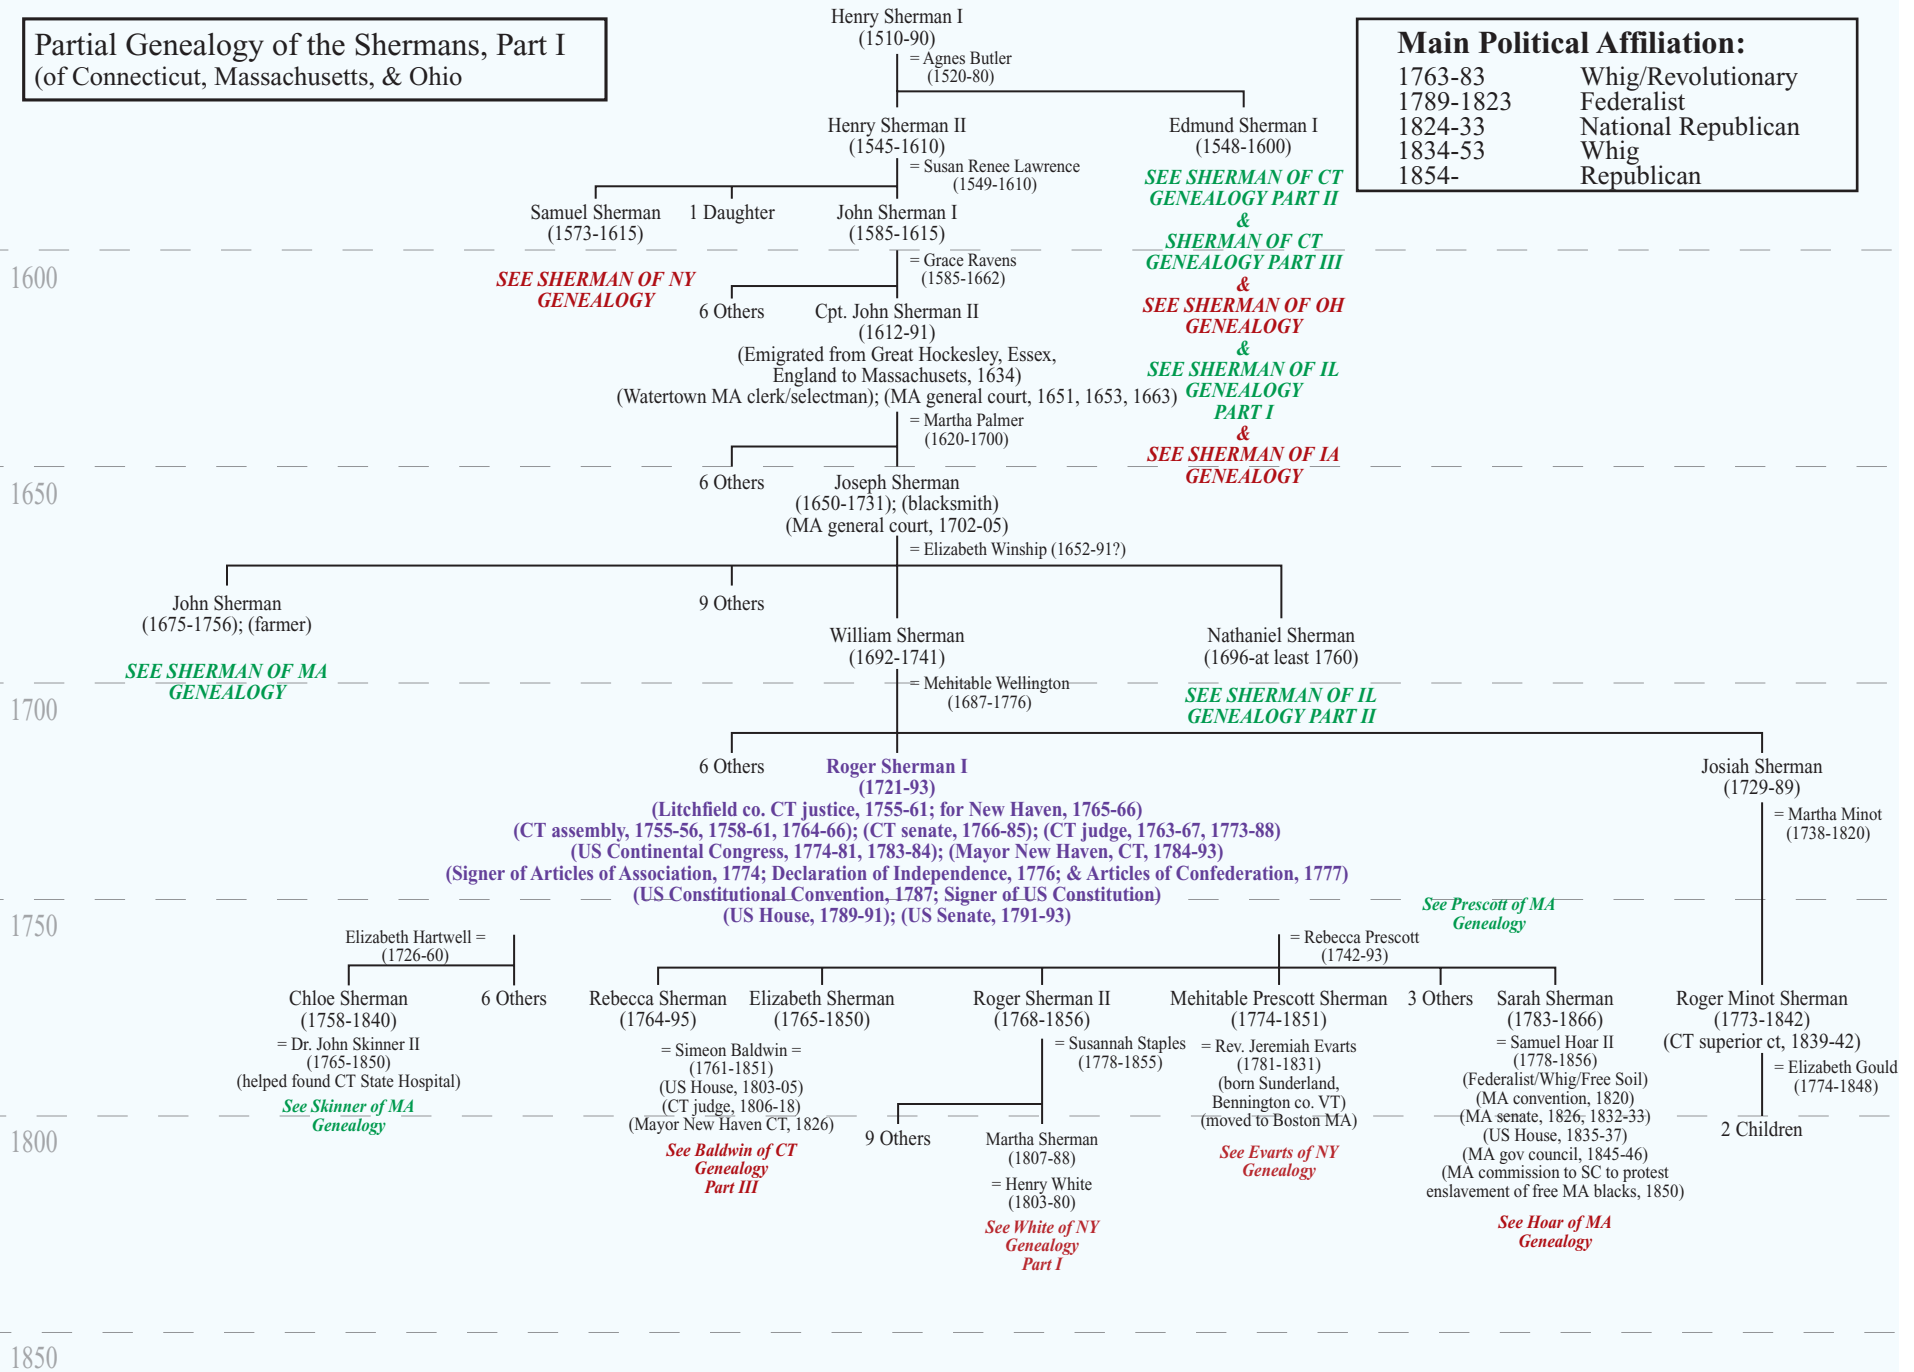 Partial Genealogy of the Shermans, Part I
(of Connecticut, Massachusetts, & Ohio
Main Political Affiliation:
1763-83 Whig/Revolutionary
1789-1823 Federalist
1824-33 National Republican
1834-53 Whig
1854- Republican
Henry Sherman I
(1510-90)
= Agnes Butler
(1520-80)
Henry Sherman II
(1545-1610)
= Susan Renee Lawrence
(1549-1610)
Edmund Sherman I
(1548-1600)
SEE SHERMAN OF CT
GENEALOGY PART II
&
SHERMAN OF CT
GENEALOGY PART III
&
SEE SHERMAN OF OH
GENEALOGY
&
SEE SHERMAN OF IL
GENEALOGY
PART I
&
SEE SHERMAN OF IA
GENEALOGY
Samuel Sherman
(1573-1615)
1 Daughter
John Sherman I
(1585-1615)
1600
SEE SHERMAN OF NY
GENEALOGY
= Grace Ravens
(1585-1662)
6 Others
Cpt. John Sherman II
(1612-91)
(Emigrated from Great Hockesley, Essex,
England to Massachusets, 1634)
(Watertown MA clerk/selectman); (MA general court, 1651, 1653, 1663)
= Martha Palmer
(1620-1700)
1650
6 Others
Joseph Sherman
(1650-1731); (blacksmith)
(MA general court, 1702-05)
= Elizabeth Winship (1652-91?)
John Sherman
(1675-1756); (farmer)
SEE SHERMAN OF MA
GENEALOGY
9 Others
William Sherman
(1692-1741)
= Mehitable Wellington
(1687-1776)
Nathaniel Sherman
(1696-at least 1760)
SEE SHERMAN OF IL
GENEALOGY PART II
1700
6 Others
Roger Sherman I
(1721-93)
(Litchfield co. CT justice, 1755-61; for New Haven, 1765-66)
(CT assembly, 1755-56, 1758-61, 1764-66); (CT senate, 1766-85); (CT judge, 1763-67, 1773-88)
(US Continental Congress, 1774-81, 1783-84); (Mayor New Haven, CT, 1784-93)
(Signer of Articles of Association, 1774; Declaration of Independence, 1776; & Articles of Confederation, 1777)
(US Constitutional Convention, 1787; Signer of US Constitution)
(US House, 1789-91); (US Senate, 1791-93)
Josiah Sherman
(1729-89)
= Martha Minot
(1738-1820)
1750
See Prescott of MA
Genealogy
Elizabeth Hartwell =
(1726-60)
= Rebecca Prescott
(1742-93)
Chloe Sherman
(1758-1840)
= Dr. John Skinner II
(1765-1850)
(helped found CT State Hospital)
See Skinner of MA
Genealogy
6 Others
Rebecca Sherman
(1764-95)
Elizabeth Sherman
(1765-1850)
= Simeon Baldwin =
(1761-1851)
(US House, 1803-05)
(CT judge, 1806-18)
(Mayor New Haven CT, 1826)
See Baldwin of CT
Genealogy
Part III
Roger Sherman II
(1768-1856)
= Susannah Staples
(1778-1855)
9 Others
Martha Sherman
(1807-88)
= Henry White
(1803-80)
See White of NY
Genealogy
Part I
Mehitable Prescott Sherman
(1774-1851)
= Rev. Jeremiah Evarts
(1781-1831)
(born Sunderland,
Bennington co. VT)
(moved to Boston MA)
See Evarts of NY
Genealogy
3 Others
Sarah Sherman
(1783-1866)
= Samuel Hoar II
(1778-1856)
(Federalist/Whig/Free Soil)
(MA convention, 1820)
(MA senate, 1826, 1832-33)
(US House, 1835-37)
(MA gov council, 1845-46)
(MA commission to SC to protest
enslavement of free MA blacks, 1850)
See Hoar of MA
Genealogy
Roger Minot Sherman
(1773-1842)
(CT superior ct, 1839-42)
= Elizabeth Gould
(1774-1848)
2 Children
1800
1850